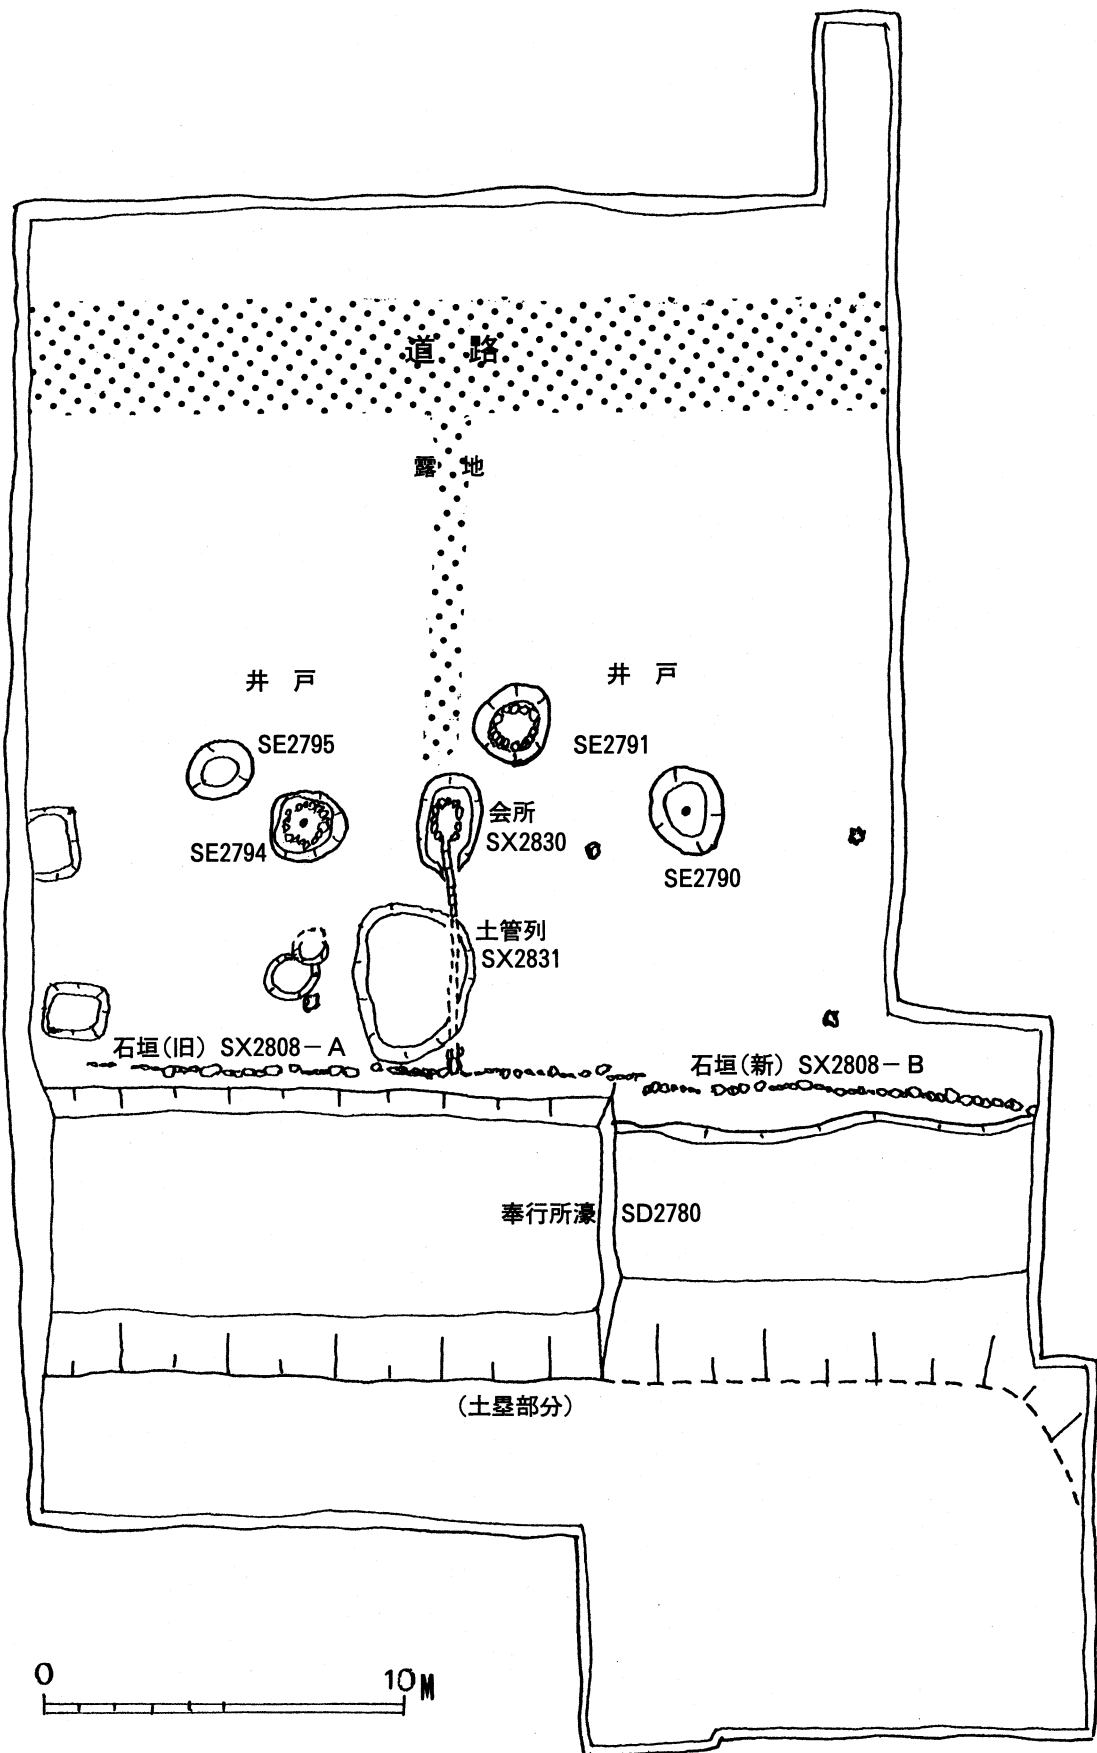 道 路
露 地
井 戸
井 戸
SE2795
SE2791
会所
SX2830
SE2794
SE2790
土管列
SX2831
石垣(旧) SX2808-A
石垣(新) SX2808-B
奉行所濠 SD2780
(土塁部分)
0 10M